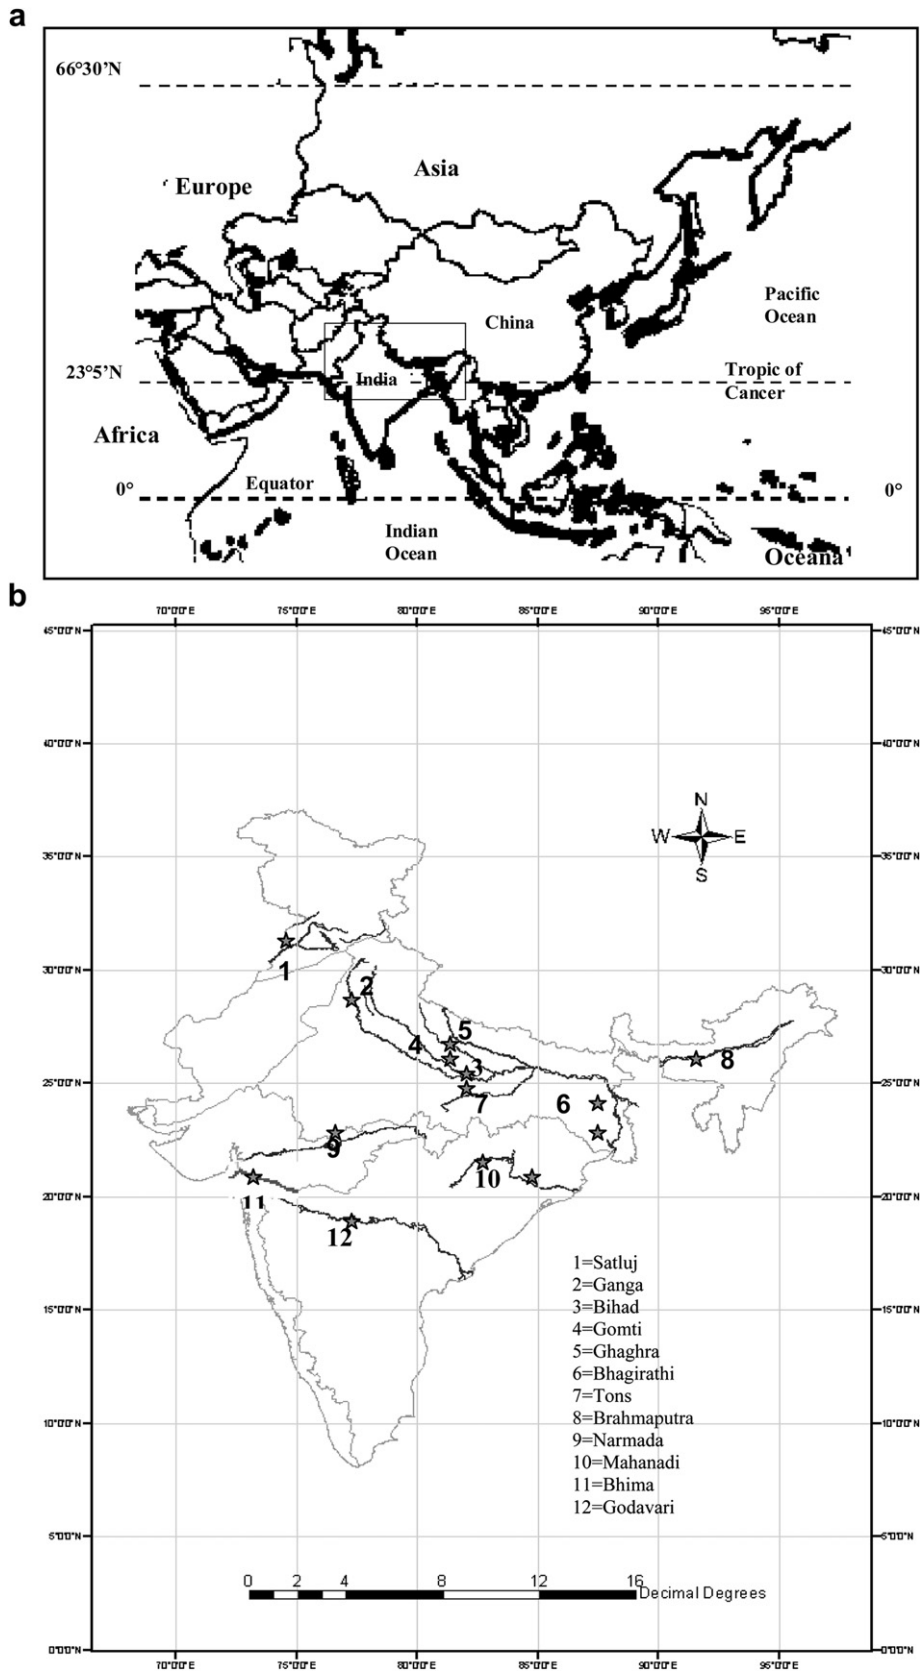 a
66°30'N
Asia
Europe
Pacific
Ocean
China
23°5'N
Tropic of
Cancer
India
Africa
Equator
0°
0°
Indian
Ocean
Oceana
b
70°0'0"E 75°0'0"E 80°0'0"E 85°0'0"E 90°0'0"E 95°0'0"E
45°0'0"N 45°0'0"N
40°0'0"N 40°0'0"N
N
W E
S
35°0'0"N 35°0'0"N
30°0'0"N 30°0'0"N
1
2
5
4
3
8
25°0'0"N 25°0'0"N
7
6
9
10
20°0'0"N 20°0'0"N
11
12
1=Satluj
2=Ganga
3=Bihad
4=Gomti
5=Ghaghra
6=Bhagirathi
7=Tons
8=Brahmaputra
9=Narmada
10=Mahanadi
11=Bhima
12=Godavari
15°0'0"N 15°0'0"N
10°0'0"N 10°0'0"N
5°0'0"N 5°0'0"N
0 2 4 8 12 16
Decimal Degrees
0°0'0"N 0°0'0"N
70°0'0"E 75°0'0"E 80°0'0"E 85°0'0"E 90°0'0"E 95°0'0"E